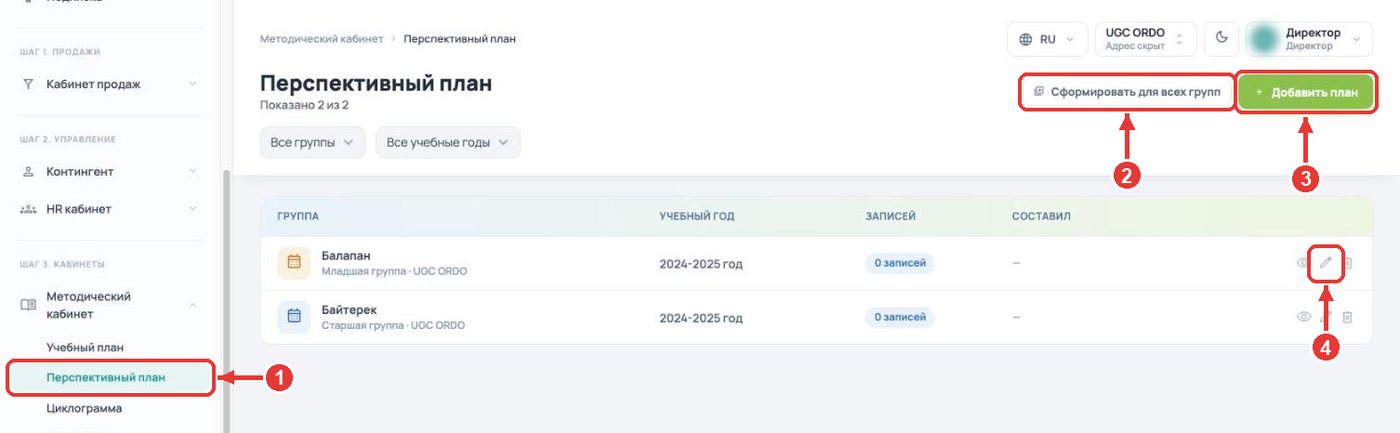 ШАГ 1. ПРОДАЖИ
Кабинет продаж
ШАГ 2. УПРАВЛЕНИЕ
Контингент
HR кабинет
ШАГ 3. КАБИНЕТЫ
Методический
кабинет
Учебный план
Перспективный план
1
Циклограмма
Методический кабинет > Перспективный план
RU
UGC ORDO
Адрес скрыт
Директор
Директор
Перспективный план
Показано 2 из 2
Сформировать для всех групп
+ Добавить план
2
3
Все группы
Все учебные годы
ГРУППА УЧЕБНЫЙ ГОД ЗАПИСЕЙ СОСТАВИЛ
Балапан
Младшая группа · UGC ORDO
2024-2025 год
0 записей
—
Байтерек
Старшая группа · UGC ORDO
2024-2025 год
0 записей
—
4